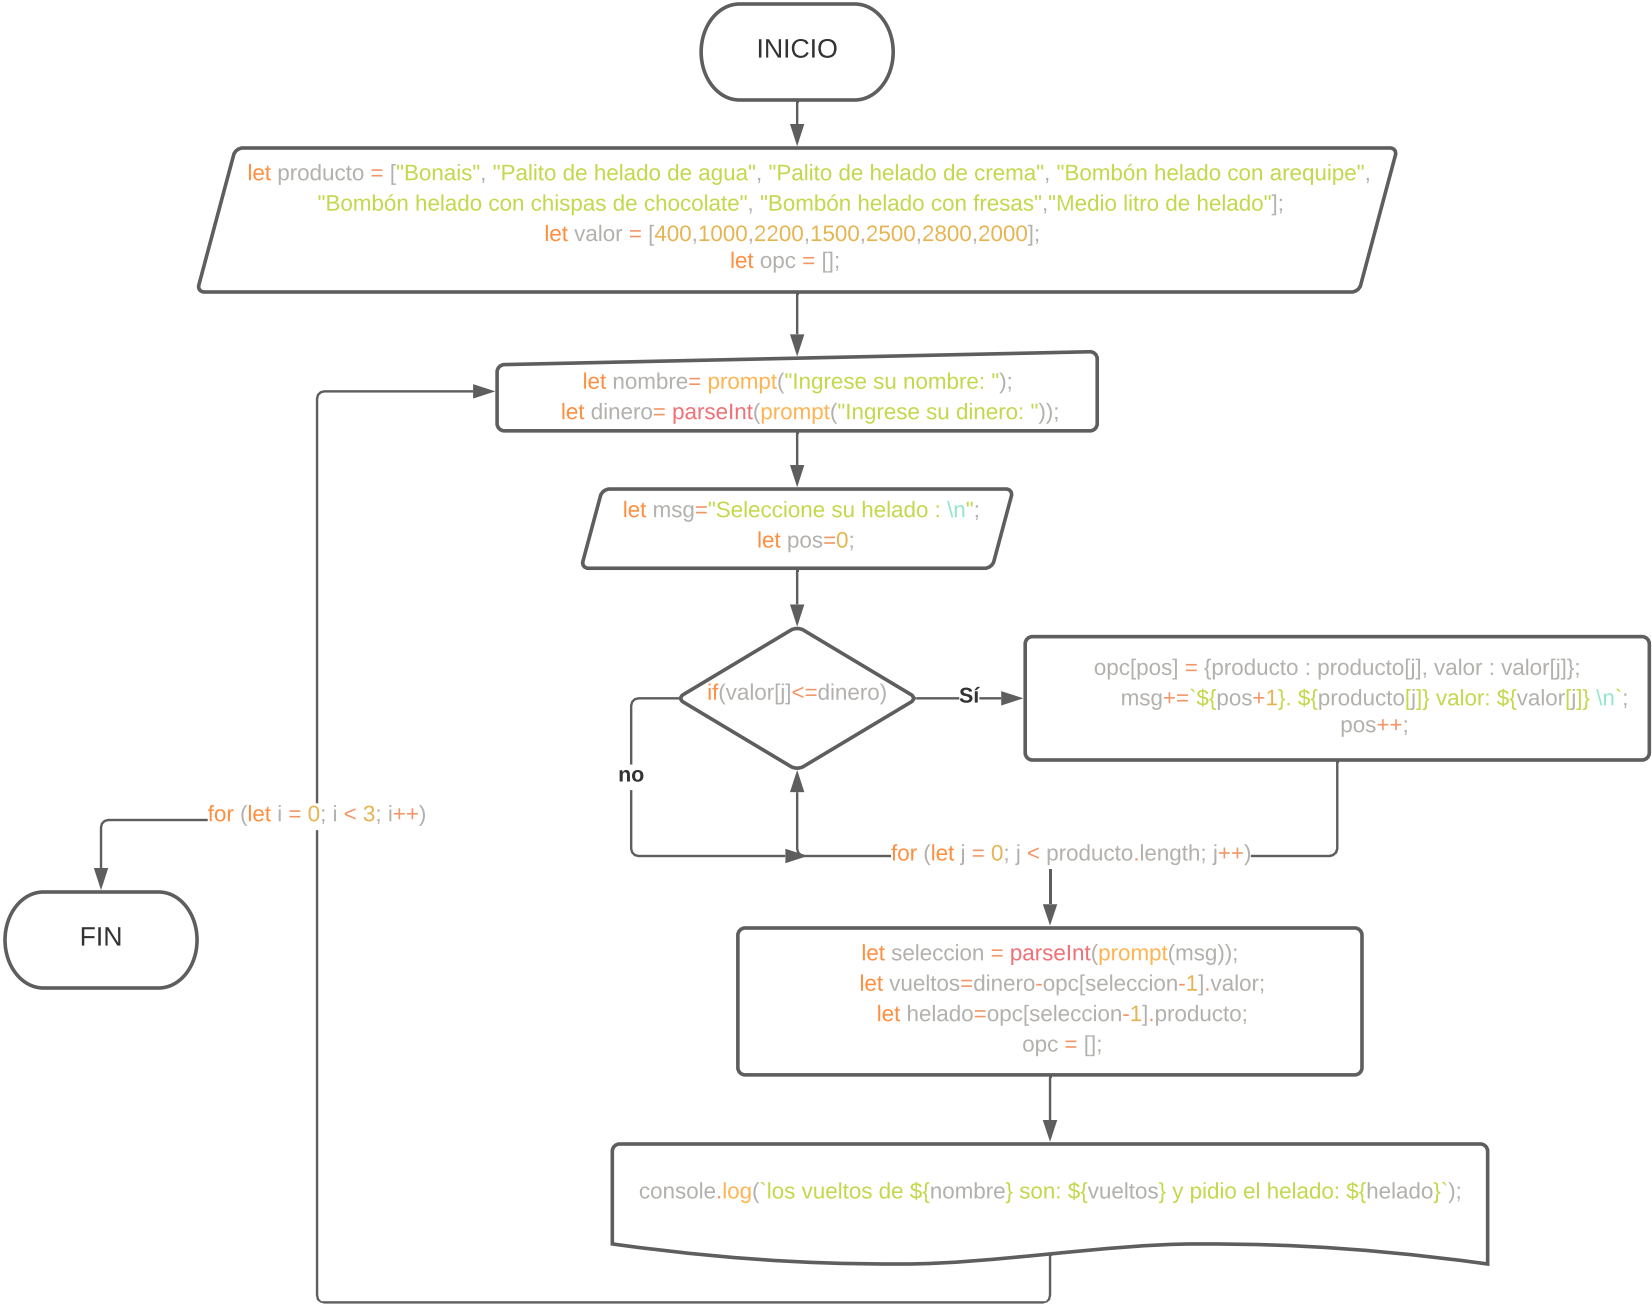 INICIO
let producto = ["Bonais", "Palito de helado de agua", "Palito de helado de crema", "Bombón helado con arequipe",
"Bombón helado con chispas de chocolate", "Bombón helado con fresas","Medio litro de helado"];
let valor = [400,1000,2200,1500,2500,2800,2000];
let opc = [];
let nombre= prompt("Ingrese su nombre: ");
let dinero= parseInt(prompt("Ingrese su dinero: "));
let msg="Seleccione su helado : \n";
let pos=0;
if(valor[j]<=dinero)
Sí
opc[pos] = {producto : producto[j], valor : valor[j]};
msg+=`${pos+1}. ${producto[j]} valor: ${valor[j]} \n`;
pos++;
no
for (let i = 0; i < 3; i++)
for (let j = 0; j < producto.length; j++)
FIN
let seleccion = parseInt(prompt(msg));
let vueltos=dinero-opc[seleccion-1].valor;
let helado=opc[seleccion-1].producto;
opc = [];
console.log(`los vueltos de ${nombre} son: ${vueltos} y pidio el helado: ${helado}`);